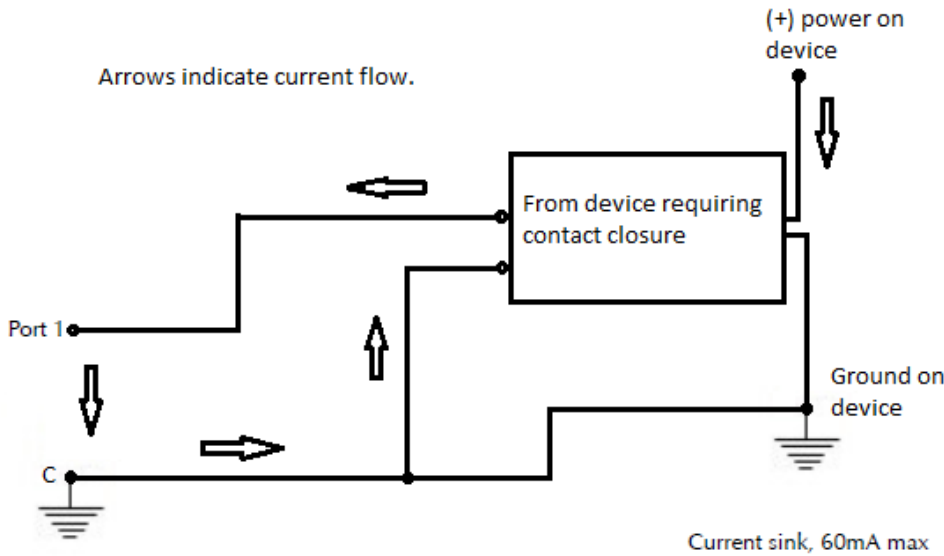 (+) power on
device
Arrows indicate current flow.
From device requiring
contact closure
Port 1
Ground on
device
C
Current sink, 60mA max